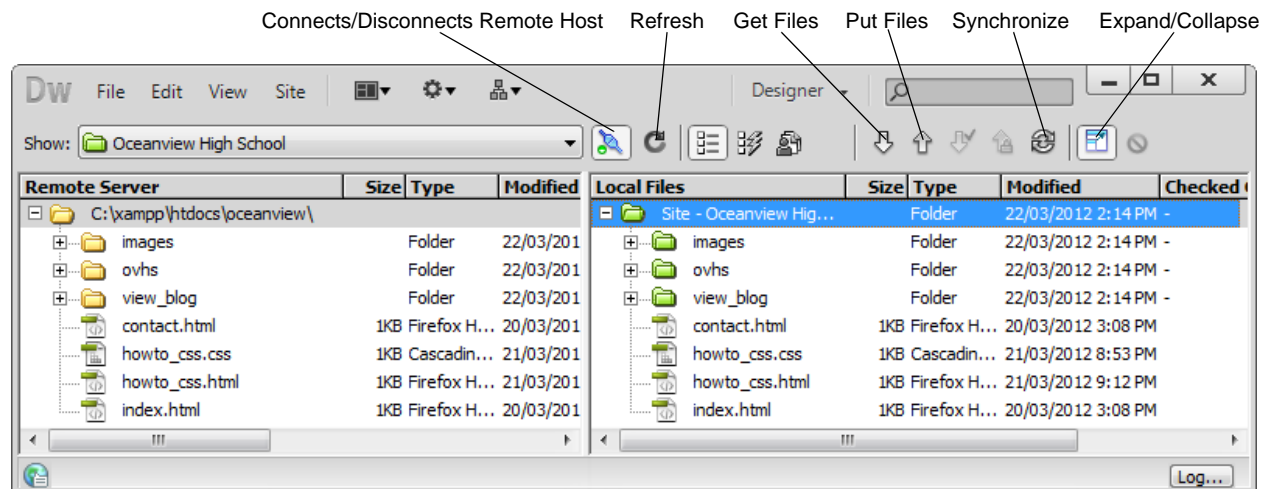 Connects/Disconnects Remote Host Refresh Get Files Put Files Synchronize Expand/Collapse
Dw File Edit View Site Designer
Show: Oceanview High School
Remote Server Size Type Modified Local Files Size Type Modified Checked
C:\xampp\htdocs\oceanview\ Site - Oceanview Hig... Folder 22/03/2012 2:14 PM -
images Folder 22/03/201 images Folder 22/03/2012 2:14 PM -
ovhs Folder 22/03/201 ovhs Folder 22/03/2012 2:14 PM -
view_blog Folder 22/03/201 view_blog Folder 22/03/2012 2:14 PM -
contact.html 1KB Firefox H... 20/03/201 contact.html 1KB Firefox H... 20/03/2012 3:08 PM
howto_css.css 1KB Cascadin... 21/03/201 howto_css.css 1KB Cascadin... 21/03/2012 8:53 PM
howto_css.html 1KB Firefox H... 21/03/201 howto_css.html 1KB Firefox H... 21/03/2012 9:12 PM
index.html 1KB Firefox H... 20/03/201 index.html 1KB Firefox H... 20/03/2012 3:08 PM
Log...